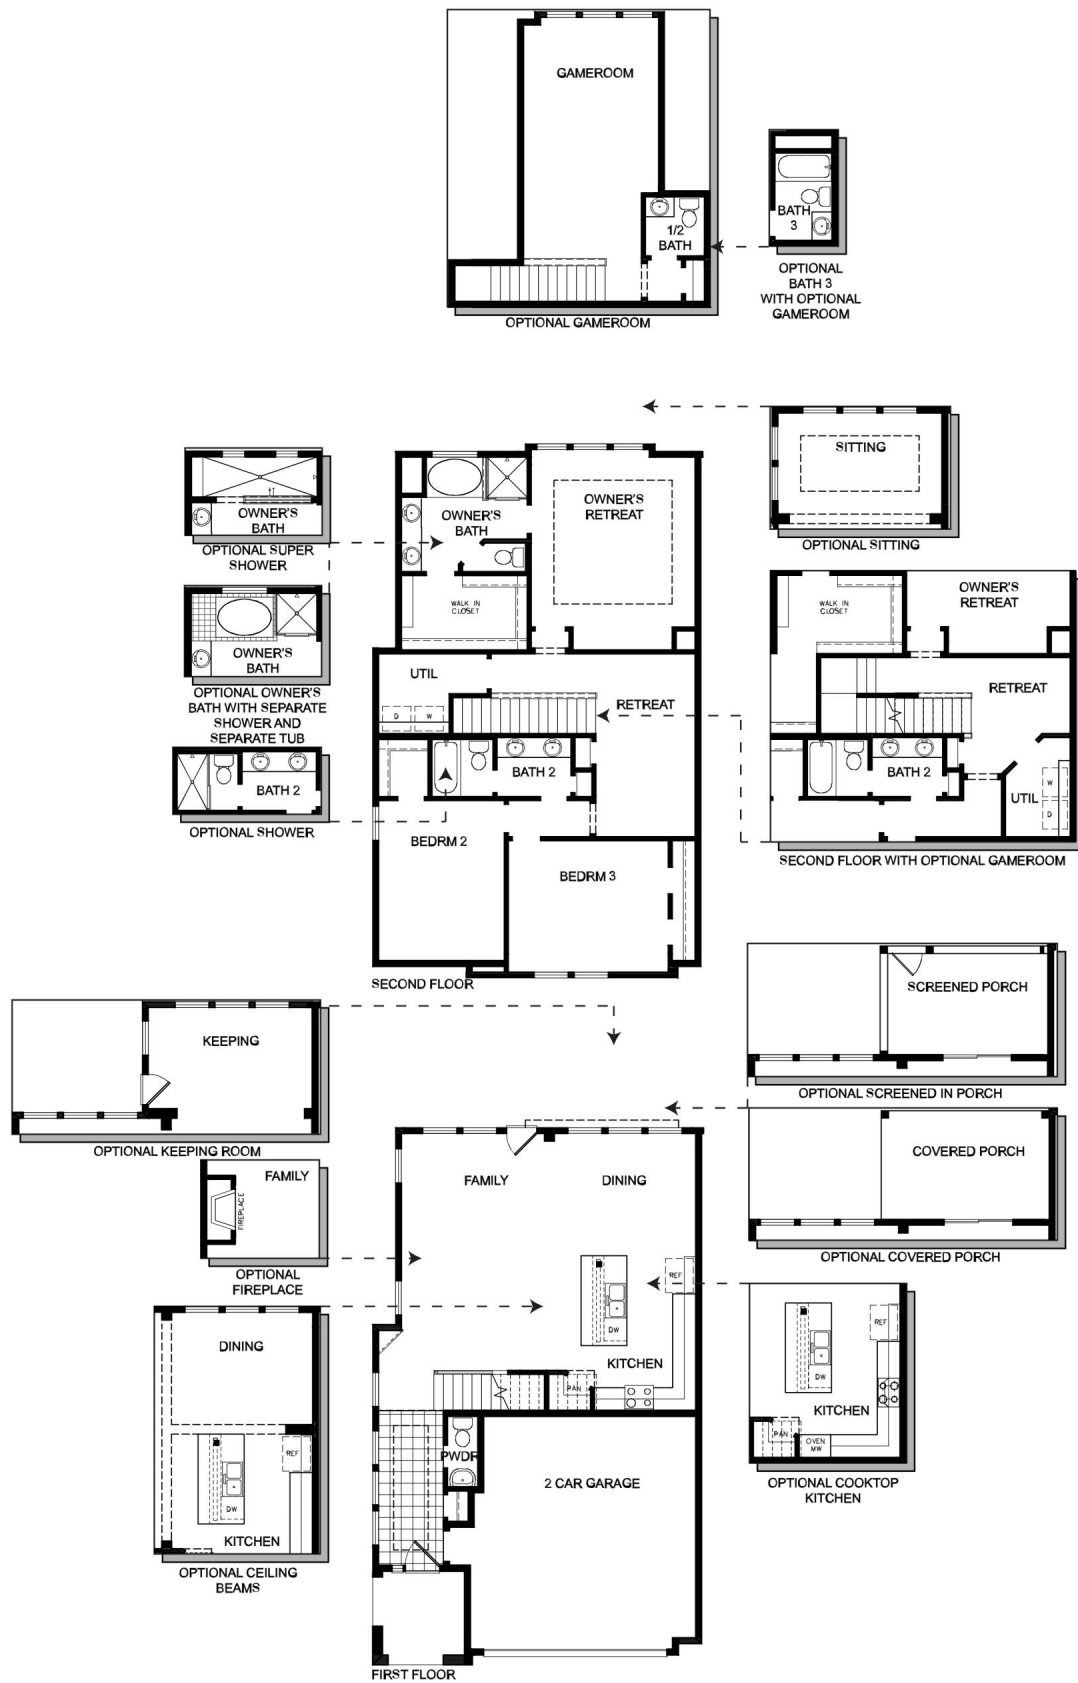 GAMEROOM
1/2
BATH
OPTIONAL GAMEROOM
BATH
3
OPTIONAL
BATH 3
WITH OPTIONAL
GAMEROOM
SITTING
OPTIONAL SITTING
OWNER'S
BATH
OPTIONAL SUPER
SHOWER
OWNER'S
BATH
OPTIONAL OWNER'S
BATH WITH SEPARATE
SHOWER AND
SEPARATE TUB
BATH 2
OPTIONAL SHOWER
OWNER'S
BATH
OWNER'S
RETREAT
WALK IN
CLOSET
UTIL
D
W
RETREAT
BATH 2
BEDRM 2
BEDRM 3
SECOND FLOOR
WALK IN
CLOSET
OWNER'S
RETREAT
RETREAT
BATH 2
UTIL
W
D
SECOND FLOOR WITH OPTIONAL GAMEROOM
KEEPING
OPTIONAL KEEPING ROOM
SCREENED PORCH
OPTIONAL SCREENED IN PORCH
COVERED PORCH
OPTIONAL COVERED PORCH
FAMILY
FIREPLACE
OPTIONAL
FIREPLACE
DINING
REF
DW
KITCHEN
OPTIONAL CEILING
BEAMS
FAMILY
DINING
REF
DW
KITCHEN
PAN
PWDR
2 CAR GARAGE
FIRST FLOOR
REF
DW
KITCHEN
PAN
OVEN
MW
OPTIONAL COOKTOP
KITCHEN